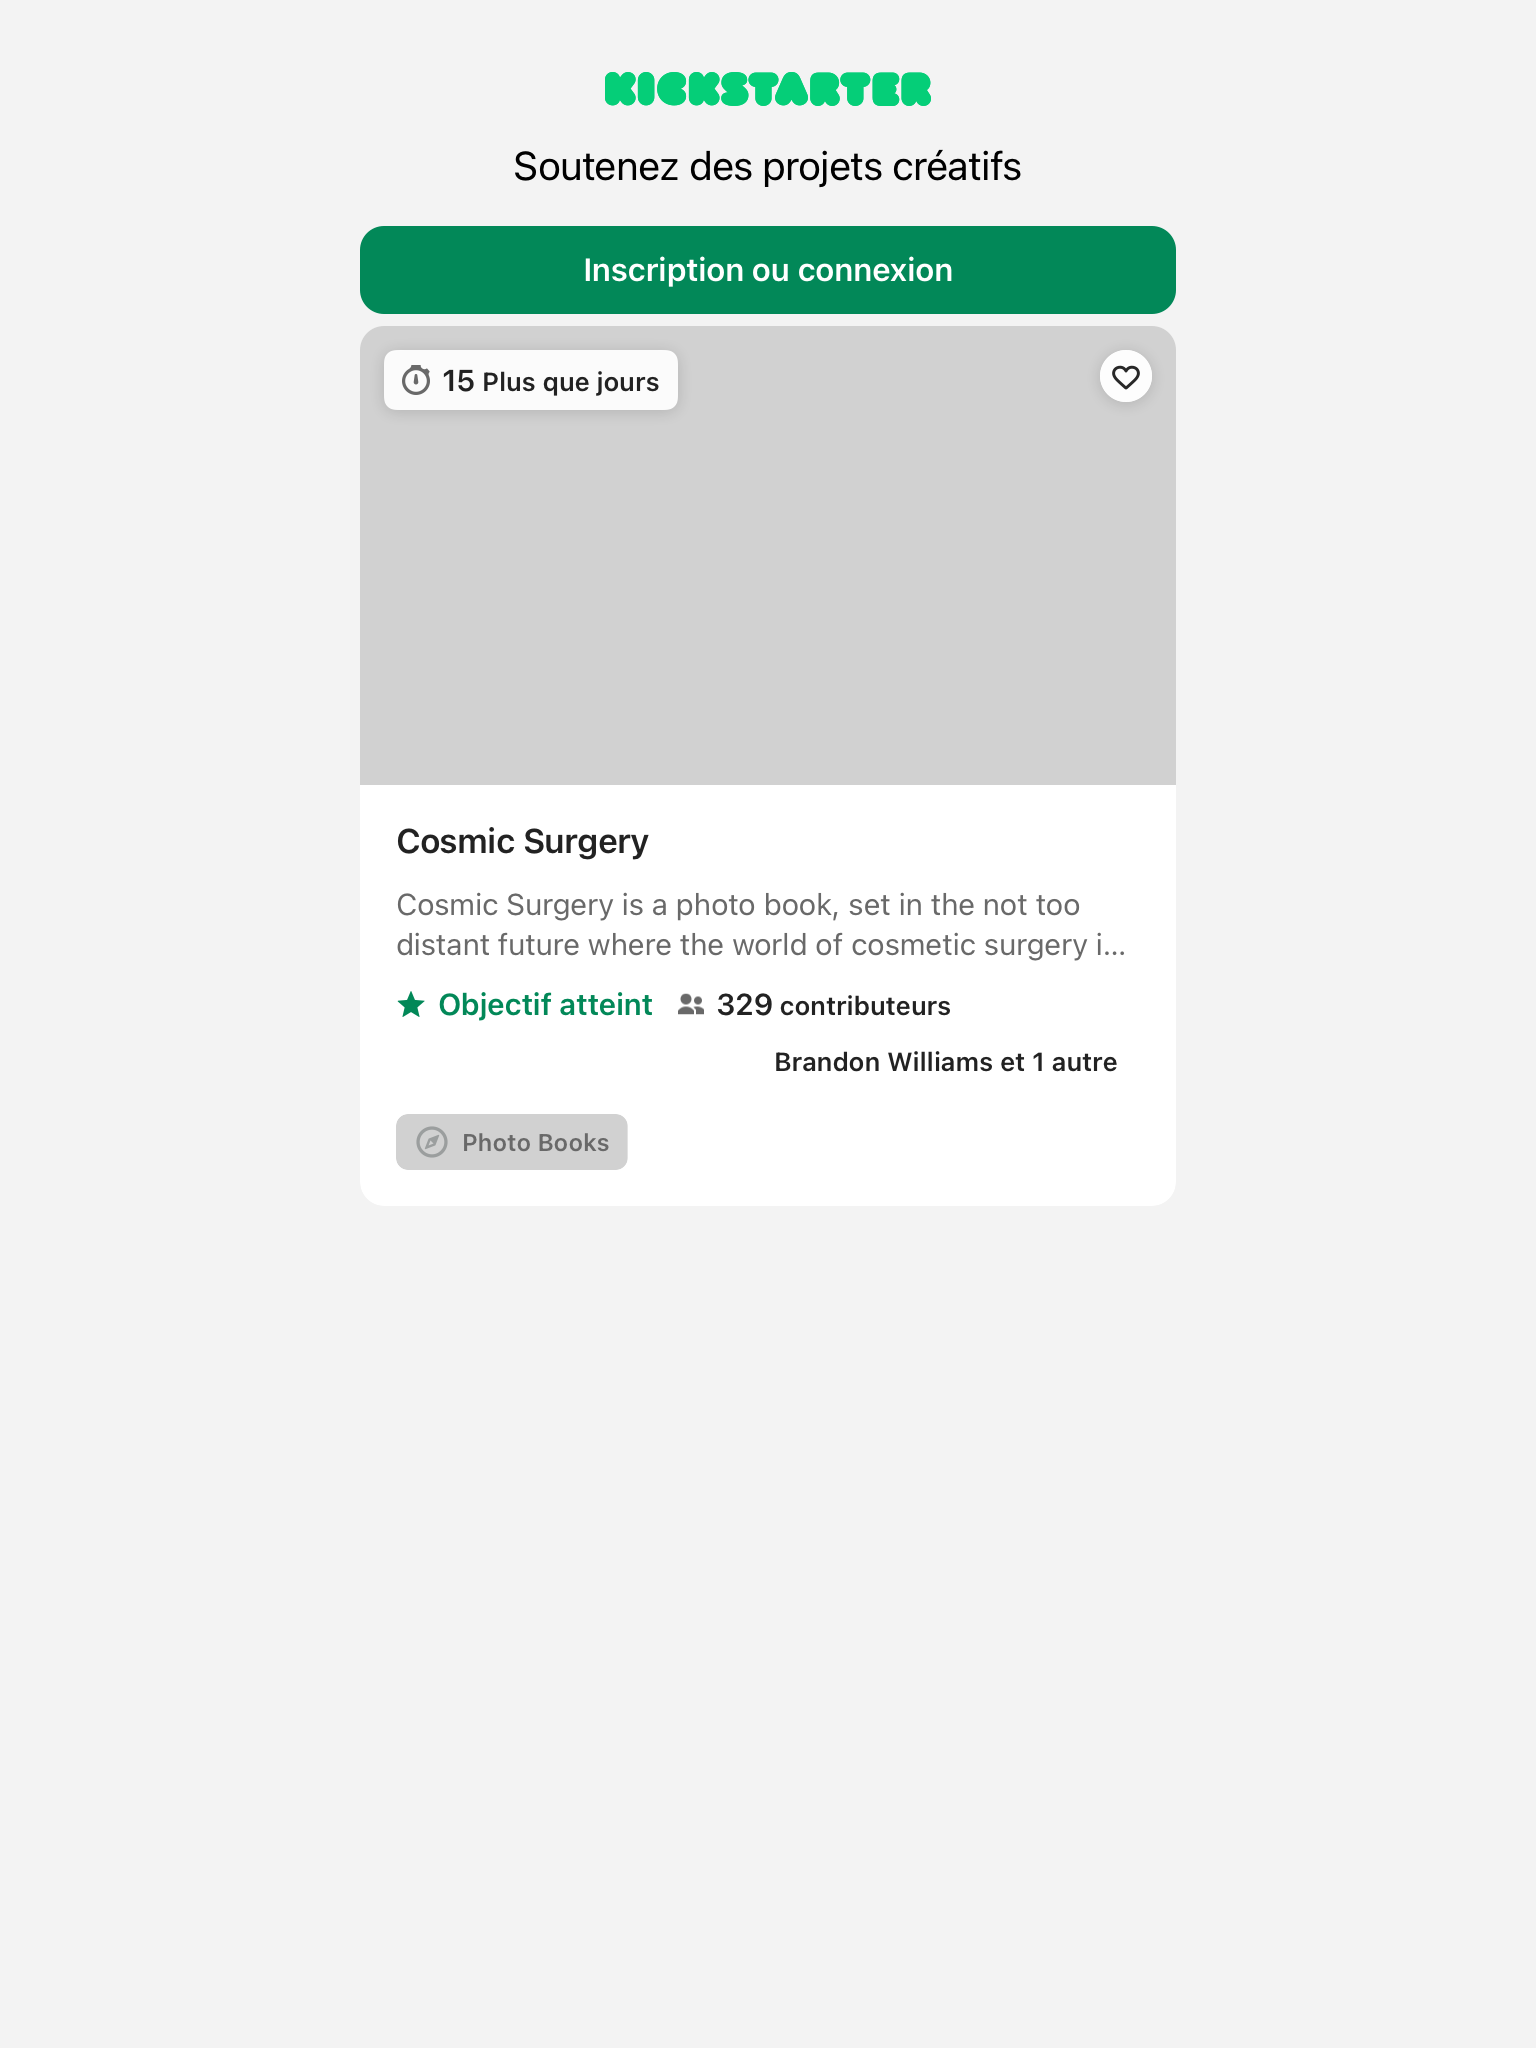 KICKSTARTER
Soutenez des projets créatifs
Inscription ou connexion
15 Plus que jours
Cosmic Surgery
Cosmic Surgery is a photo book, set in the not too
distant future where the world of cosmetic surgery i...
Objectif atteint 329 contributeurs
Brandon Williams et 1 autre
Photo Books